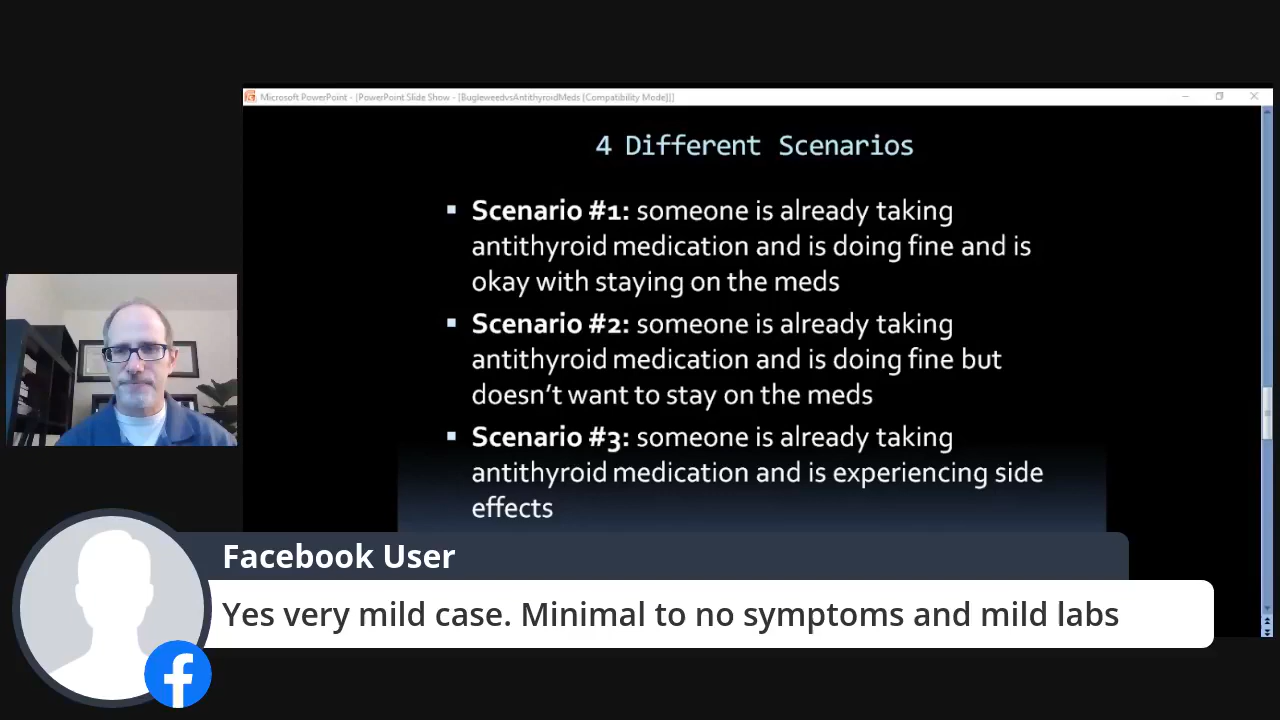 Microsoft PowerPoint - [PowerPoint Slide Show - [BugleweedvsAntithyroidMeds [Compatibility Mode]]]
4 Different Scenarios
▪ Scenario #1: someone is already taking
antithyroid medication and is doing fine and is
okay with staying on the meds
▪ Scenario #2: someone is already taking
antithyroid medication and is doing fine but
doesn’t want to stay on the meds
▪ Scenario #3: someone is already taking
antithyroid medication and is experiencing side
effects
Facebook User
Yes very mild case. Minimal to no symptoms and mild labs